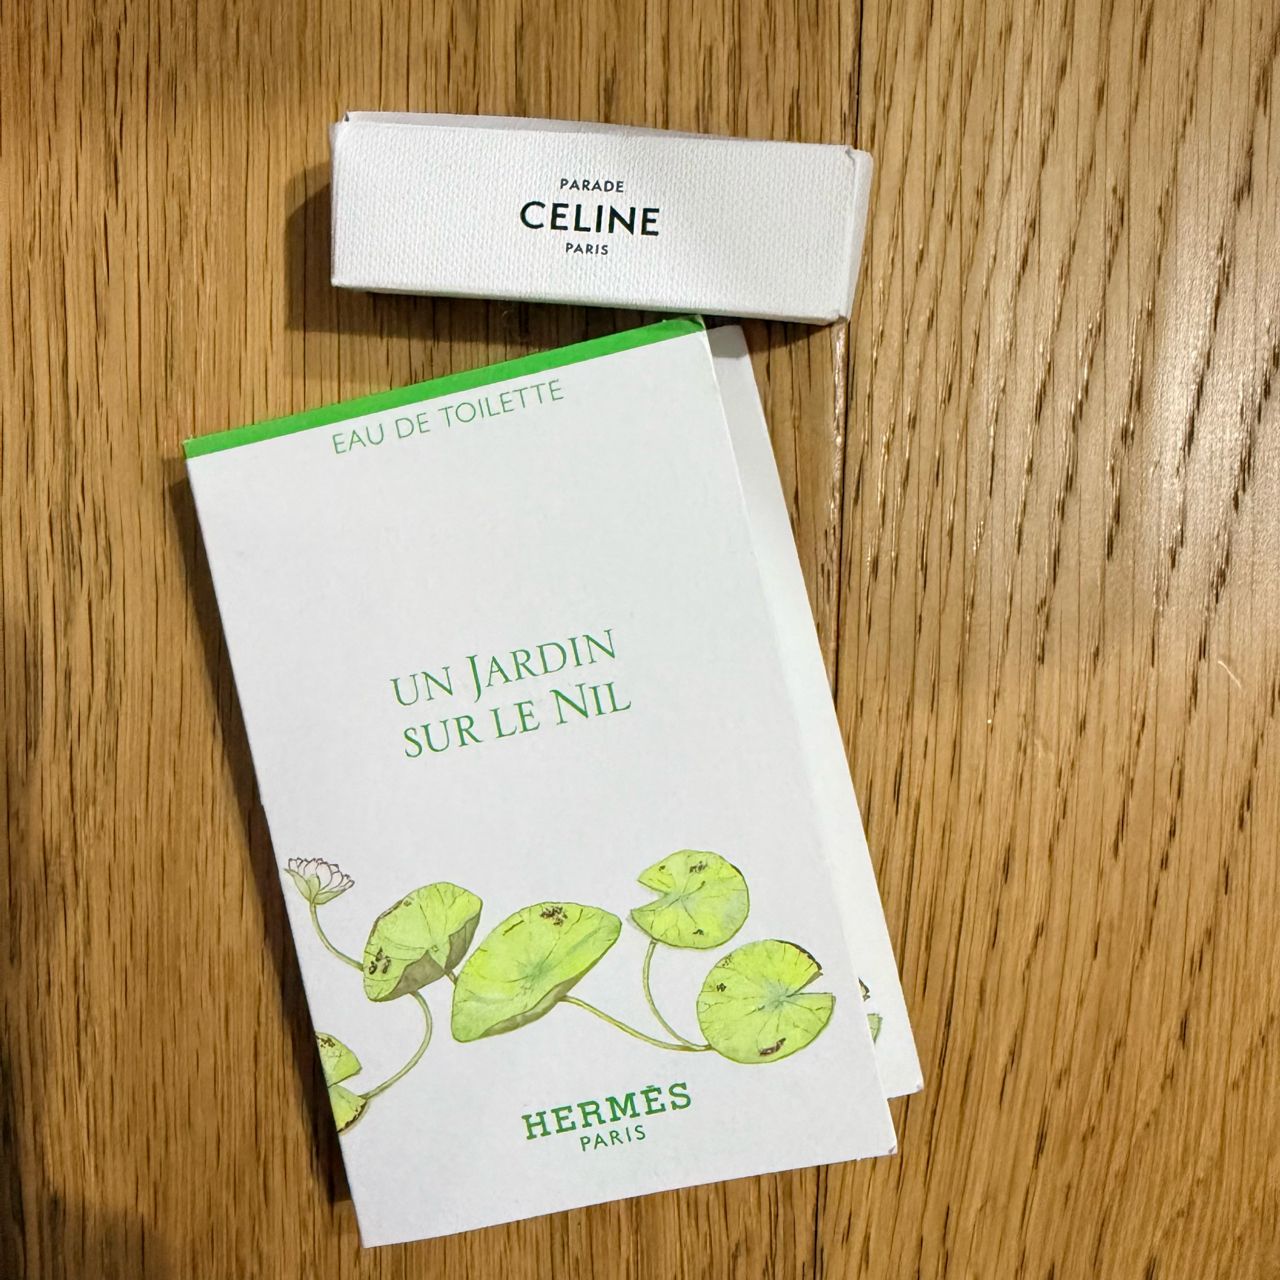 PARADE
CELINE
PARIS
EAU DE TOILETTE
UN JARDIN
SUR LE NIL
HERMÈS
PARIS